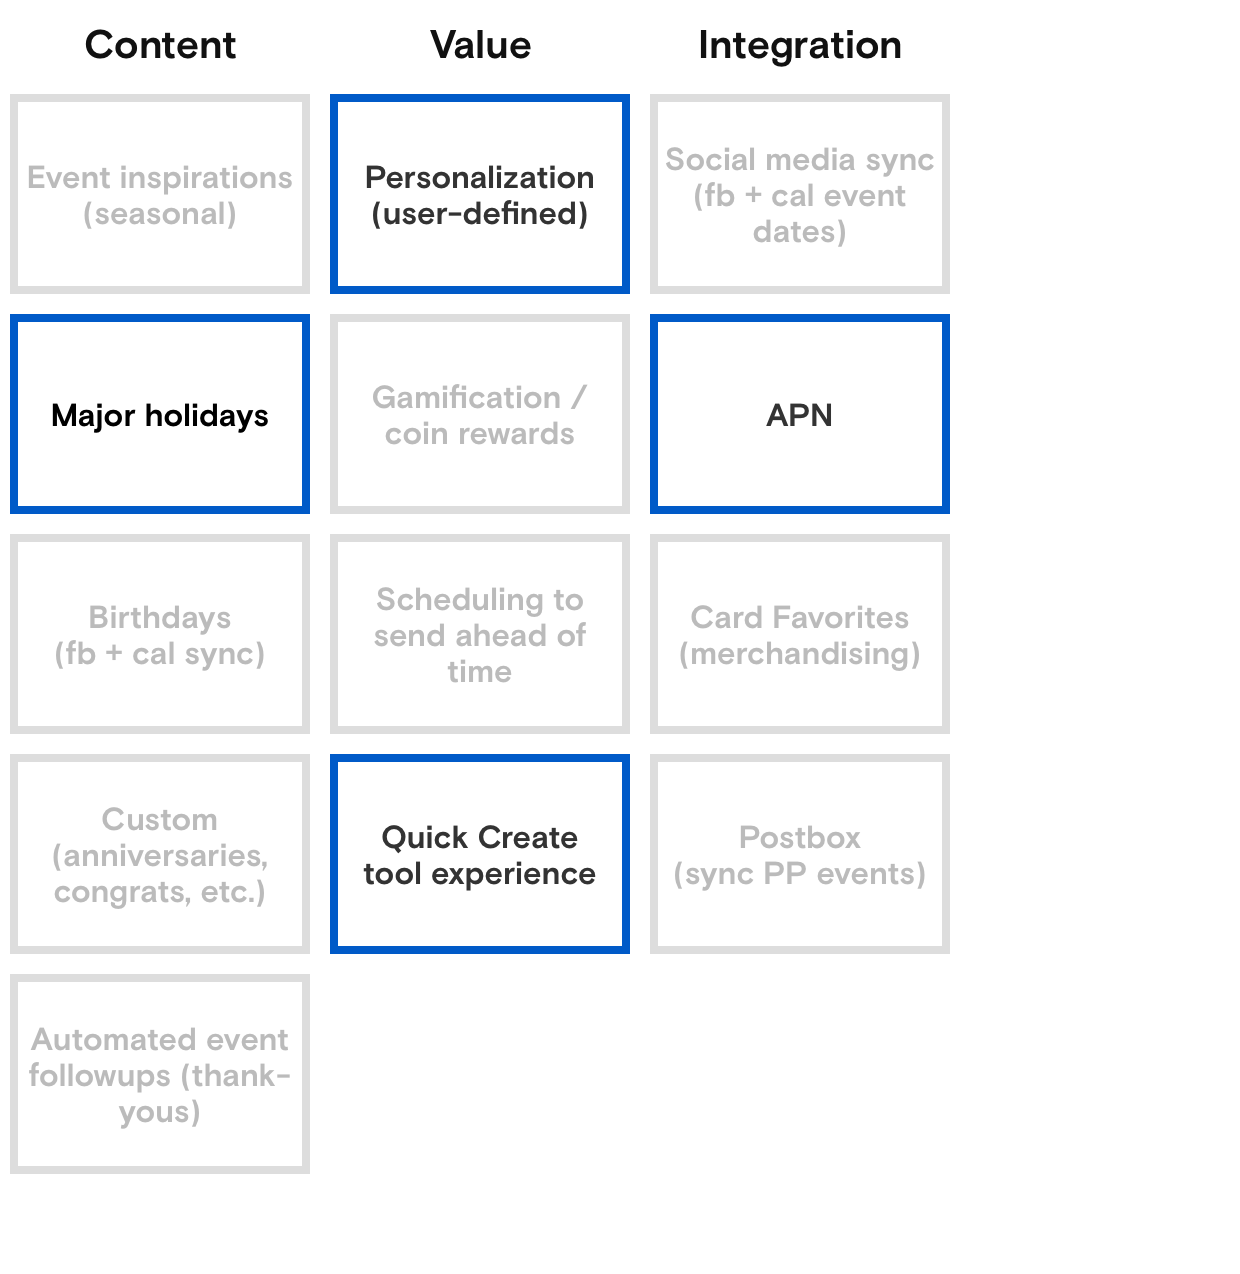 Content
Value
Integration
Event inspirations
(seasonal)
Personalization
(user-defined)
Social media sync
(fb + cal event
dates)
Major holidays
Gamification /
coin rewards
APN
Birthdays
(fb + cal sync)
Scheduling to
send ahead of
time
Card Favorites
(merchandising)
Custom
(anniversaries,
congrats, etc.)
Quick Create
tool experience
Postbox
(sync PP events)
Automated event
followups (thank-
yous)